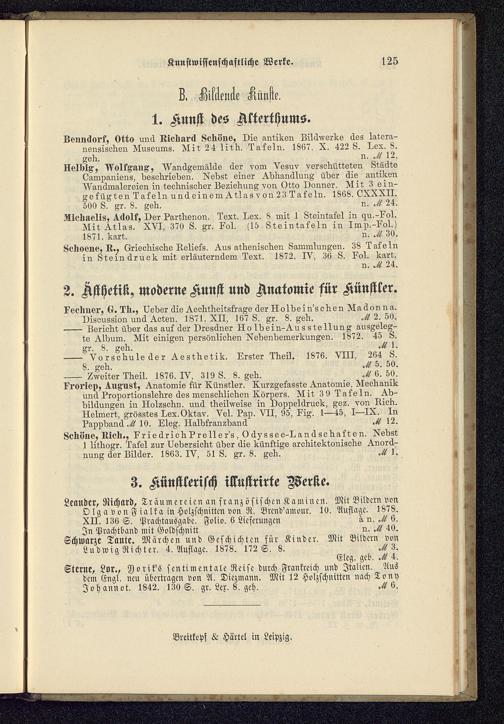 Kunstwissenschaftliche Werke. 125
B. Bildende Künste.
1. Kunst des Alterthums.
Benndorf, Otto und Richard Schöne, Die antiken Bildwerke des latera-
nensischen Museums. Mit 24 lith. Tafeln. 1867. X. 422 S. Lex. 8.
geh. n. ℳ 12.
Helbig, Wolfgang, Wandgemälde der vom Vesuv verschütteten Städte
Campaniens, beschrieben. Nebst einer Abhandlung über die antiken
Wandmalereien in technischer Beziehung von Otto Donner. Mit 3 ein-
gefügten Tafeln und einem Atlas von 23 Tafeln. 1868. CXXXII.
500 S. gr. 8. geh. n. ℳ 24.
Michaelis, Adolf, Der Parthenon. Text. Lex. 8 mit 1 Steintafel in qu.-Fol.
Mit Atlas. XVI, 370 S. gr. Fol. (15 Steintafeln in Imp.-Fol.)
1871. kart. n. ℳ 30.
Schoene, R., Griechische Reliefs. Aus athenischen Sammlungen. 38 Tafeln
in Steindruck mit erläuterndem Text. 1872. IV, 36 S. Fol. kart.
n. ℳ 24.
2. Ästhetik, moderne Kunst und Anatomie für Künstler.
Fechner, G. Th., Ueber die Aechtheitsfrage der Holbein'schen Madonna.
Discussion und Acten. 1871. XII, 167 S. gr. 8. geh. ℳ 2. 50.
—— Bericht über das auf der Dresdner Holbein-Ausstellung ausgeleg-
te Album. Mit einigen persönlichen Nebenbemerkungen. 1872. 45 S.
gr. 8. geh. ℳ 1.
—— Vorschule der Aesthetik. Erster Theil. 1876. VIII, 264 S.
8. geh. ℳ 5. 50.
—— Zweiter Theil. 1876. IV, 319 S. 8. geh. ℳ 6. 50.
Froriep, August, Anatomie für Künstler. Kurzgefasste Anatomie, Mechanik
und Proportionslehre des menschlichen Körpers. Mit 39 Tafeln. Ab-
bildungen in Holzschn. und theilweise in Doppeldruck, gez. von Rich.
Helmert, grösstes Lex. Oktav. Vel. Pap. VII, 95, Fig. 1—45, I—IX. In
Pappband ℳ 10. Eleg. Halbfranzband ℳ 12.
Schöne, Rich., Friedrich Preller's, Odyssee-Landschaften. Nebst
1 lithogr. Tafel zur Uebersicht über die künftige architektonische Anord-
nung der Bilder. 1863. IV, 51 S. gr. 8. geh. ℳ 1.
3. Künstlerisch illustrirte Werke.
Leander, Richard, Träumereien an französischen Kaminen. Mit Bildern von
Olga von Fialka in Holzschnitten von R. Brend'amour. 10. Auflage. 1878.
XII. 136 S. Prachtausgabe. Folio. 6 Lieferungen à n. ℳ 6.
In Prachtband mit Goldschnitt n. ℳ 40.
Schwarze Tante, Märchen und Geschichten für Kinder. Mit Bildern von
Ludwig Richter. 4. Auflage. 1878. 172 S. 8. ℳ 3.
Eleg. geb. ℳ 4.
Sterne, Lor., Yorik's sentimentale Reise durch Frankreich und Italien. Aus
dem Engl. neu übertragen von A. Diezmann. Mit 12 Holzschnitten nach Tony
Johannot. 1842. 130 S. gr. Lex. 8. geh. ℳ 6.
Breitkopf & Härtel in Leipzig.